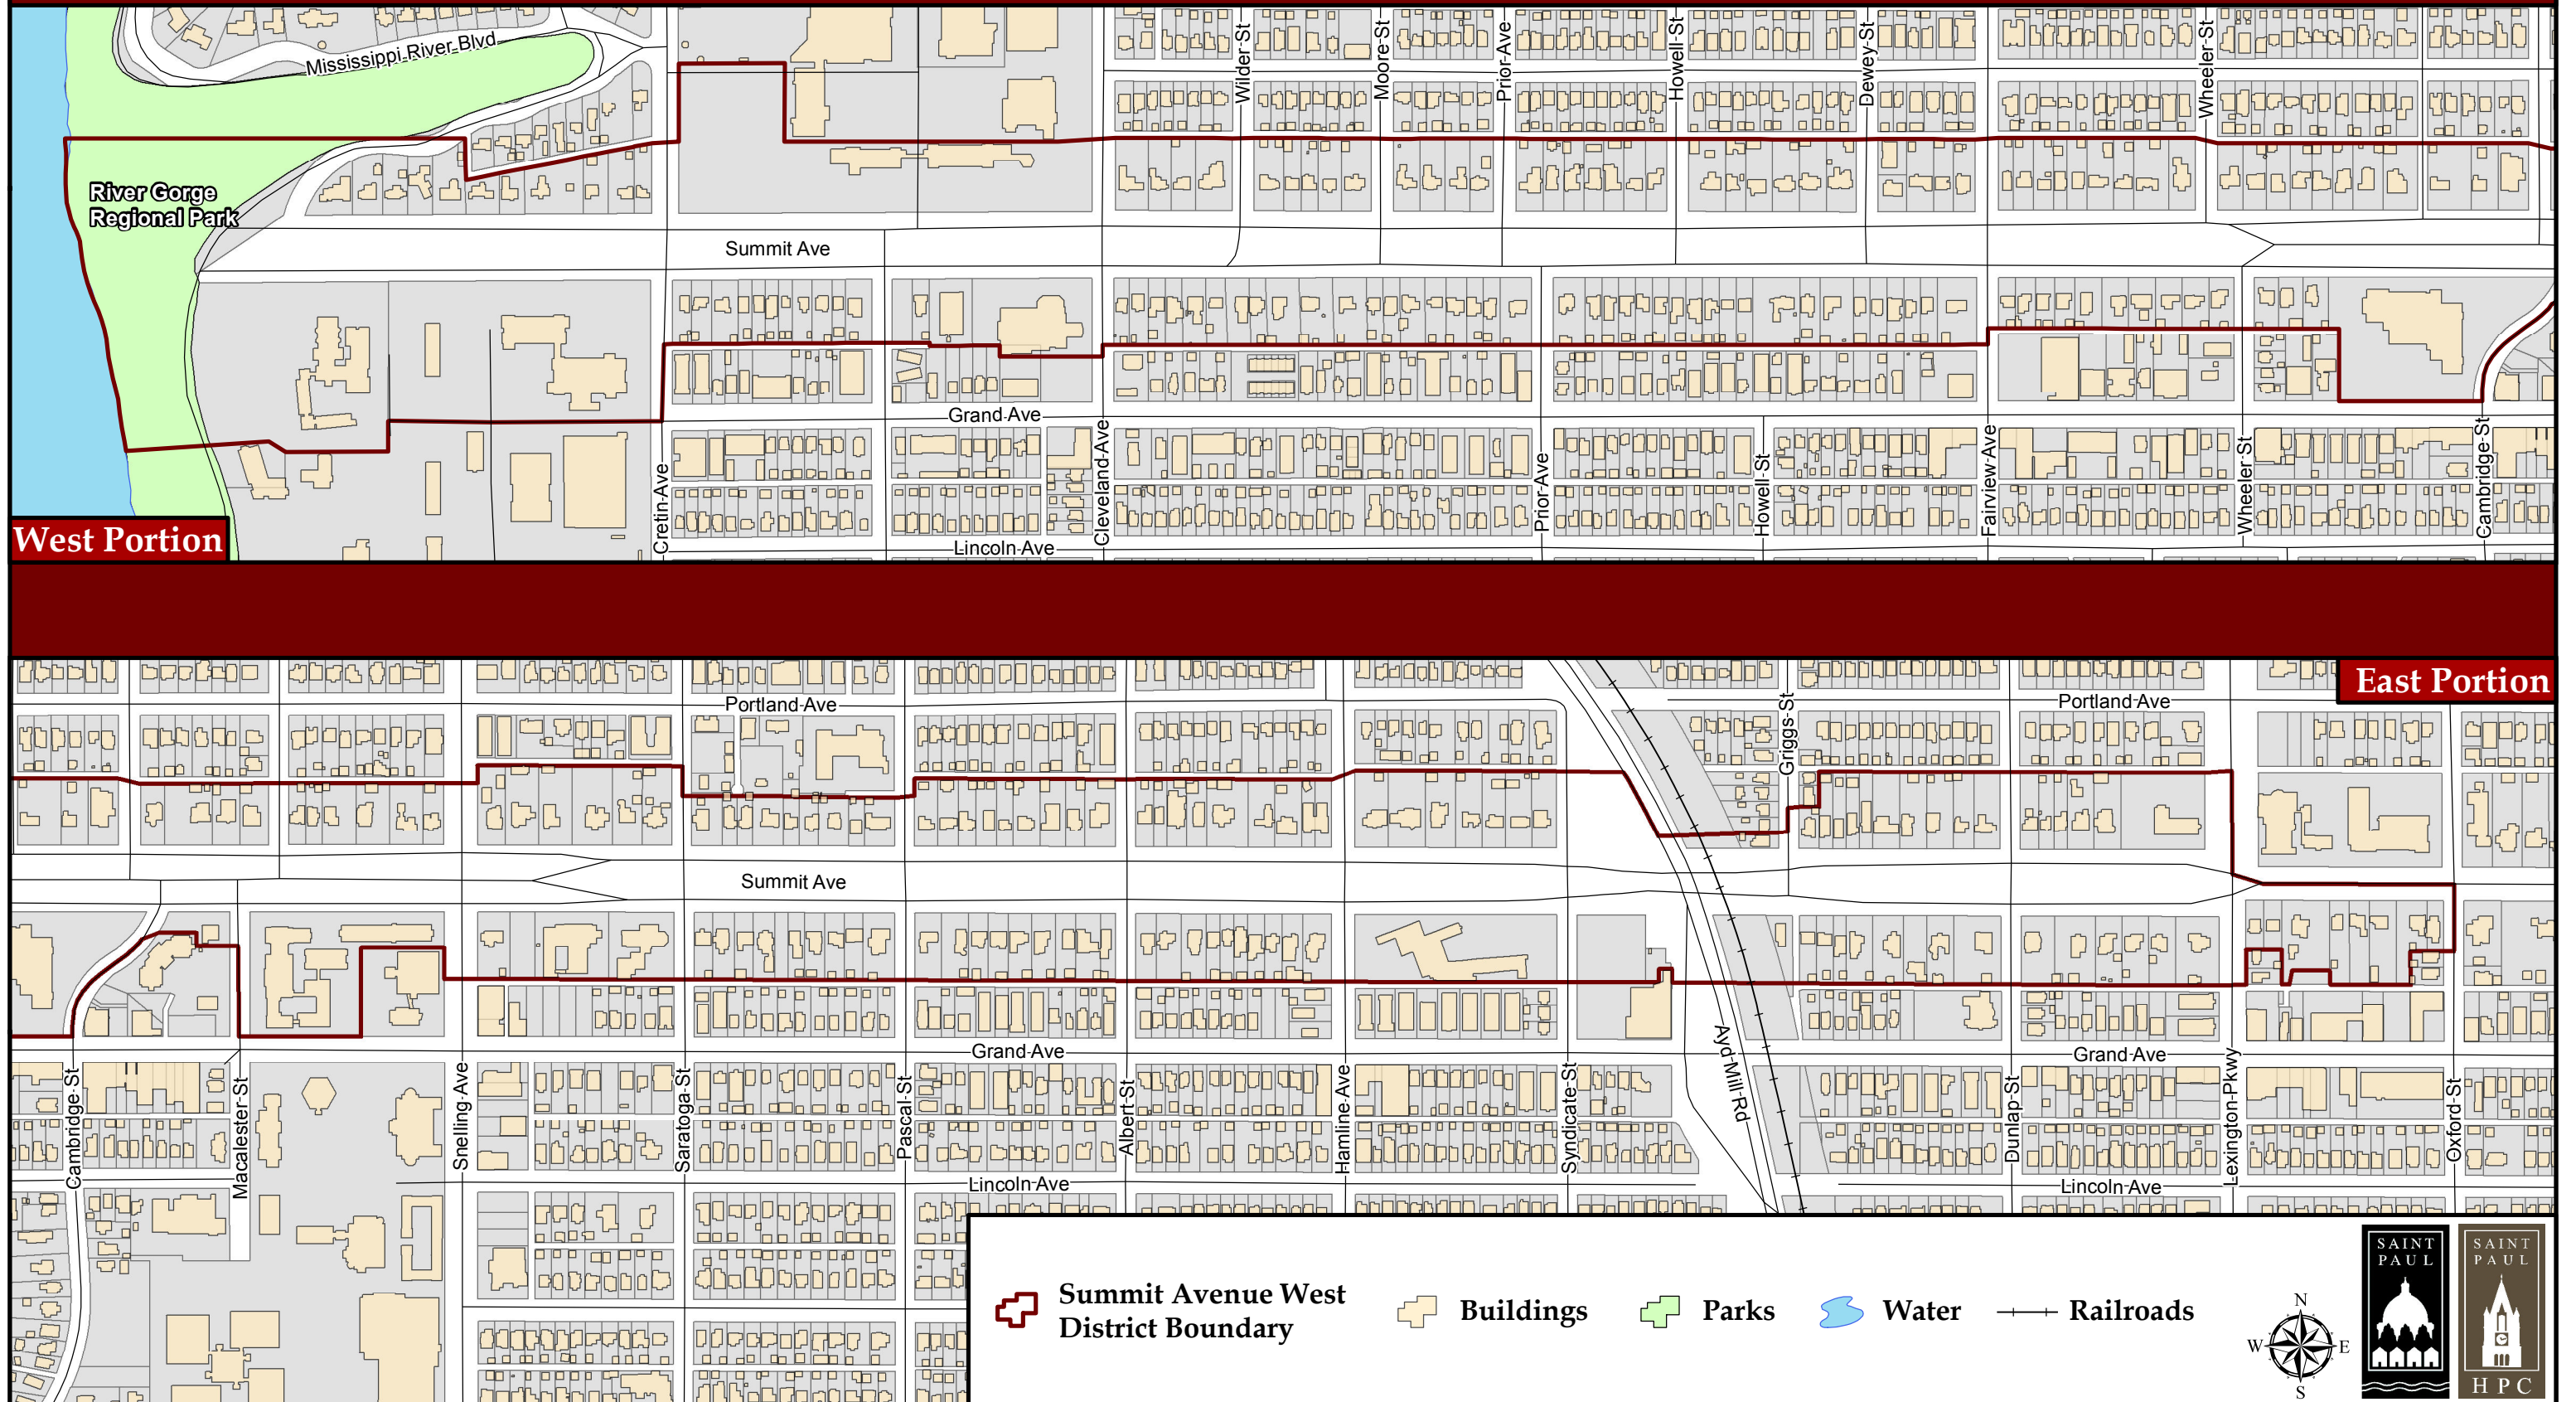 Mississippi River Blvd
Wilder St
Moore St
Prior Ave
Howell St
Dewey St
Wheeler St
River Gorge
Regional Park
Summit Ave
Grand Ave
Cretin Ave
Cleveland Ave
Prior Ave
Howell St
Fairview Ave
Wheeler St
Cambridge St
West Portion
Lincoln Ave
East Portion
Portland Ave
Portland Ave
Griggs St
Summit Ave
Grand Ave
Grand Ave
Ayd Mill Rd
Cambridge St
Macalester St
Snelling Ave
Saratoga St
Pascal St
Albert St
Hamline Ave
Syndicate St
Dunlap St
Lexington Pkwy
Oxford St
Lincoln Ave
Lincoln Ave
Summit Avenue West
District Boundary
Buildings
Parks
Water
Railroads
N
W
E
S
SAINT
PAUL
SAINT
PAUL
HPC